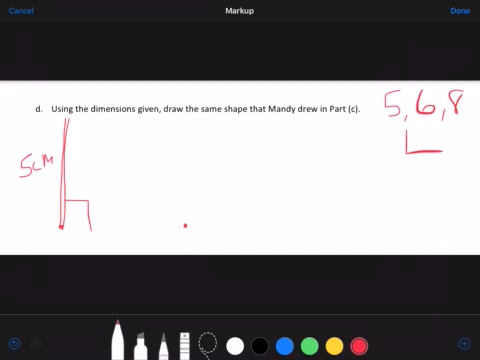 Cancel Markup Done
d. Using the dimensions given, draw the same shape that Mandy drew in Part (c).
5, 6, 8
5cm